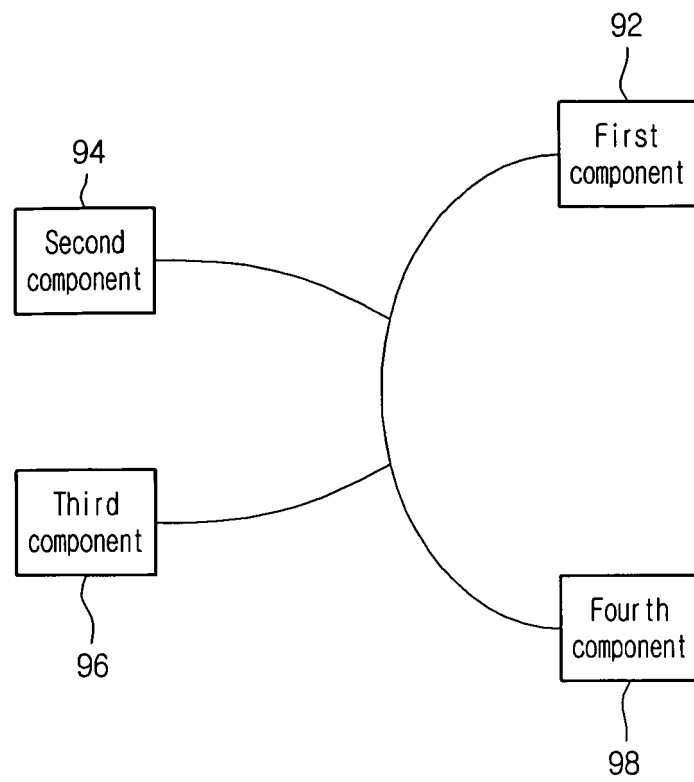 92
First
component
94
Second
component
Third
component
96
Fourth
component
98